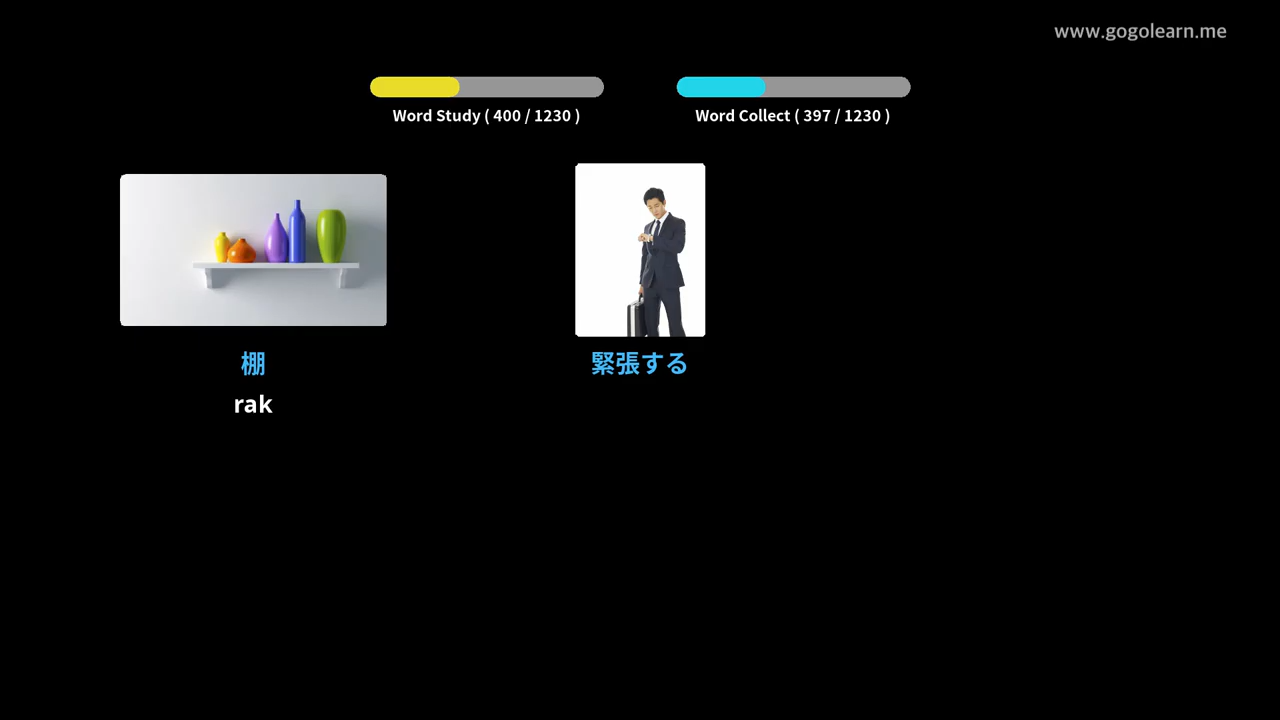 www.gogolearn.me
Word Study ( 400 / 1230 )
Word Collect ( 397 / 1230 )
棚
rak
緊張する